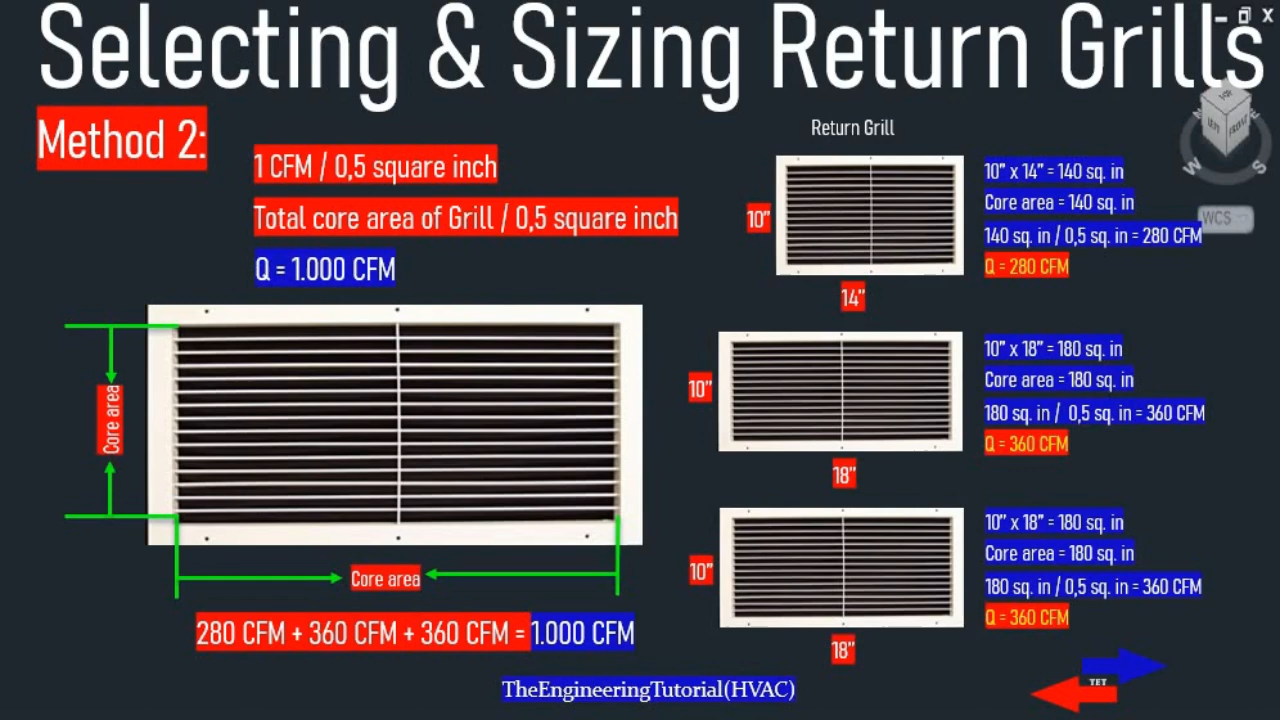 Selecting & Sizing Return Grills
Method 2:
1 CFM / 0,5 square inch
Total core area of Grill / 0,5 square inch
Q = 1.000 CFM
Core area
Core area
280 CFM + 360 CFM + 360 CFM = 1.000 CFM
Return Grill
10"
14"
10" x 14" = 140 sq. in
Core area = 140 sq. in
140 sq. in / 0,5 sq. in = 280 CFM
Q = 280 CFM
10"
18"
10" x 18" = 180 sq. in
Core area = 180 sq. in
180 sq. in / 0,5 sq. in = 360 CFM
Q = 360 CFM
10"
18"
10" x 18" = 180 sq. in
Core area = 180 sq. in
180 sq. in / 0,5 sq. in = 360 CFM
Q = 360 CFM
W
S
WCS
TheEngineeringTutorial(HVAC)
TET